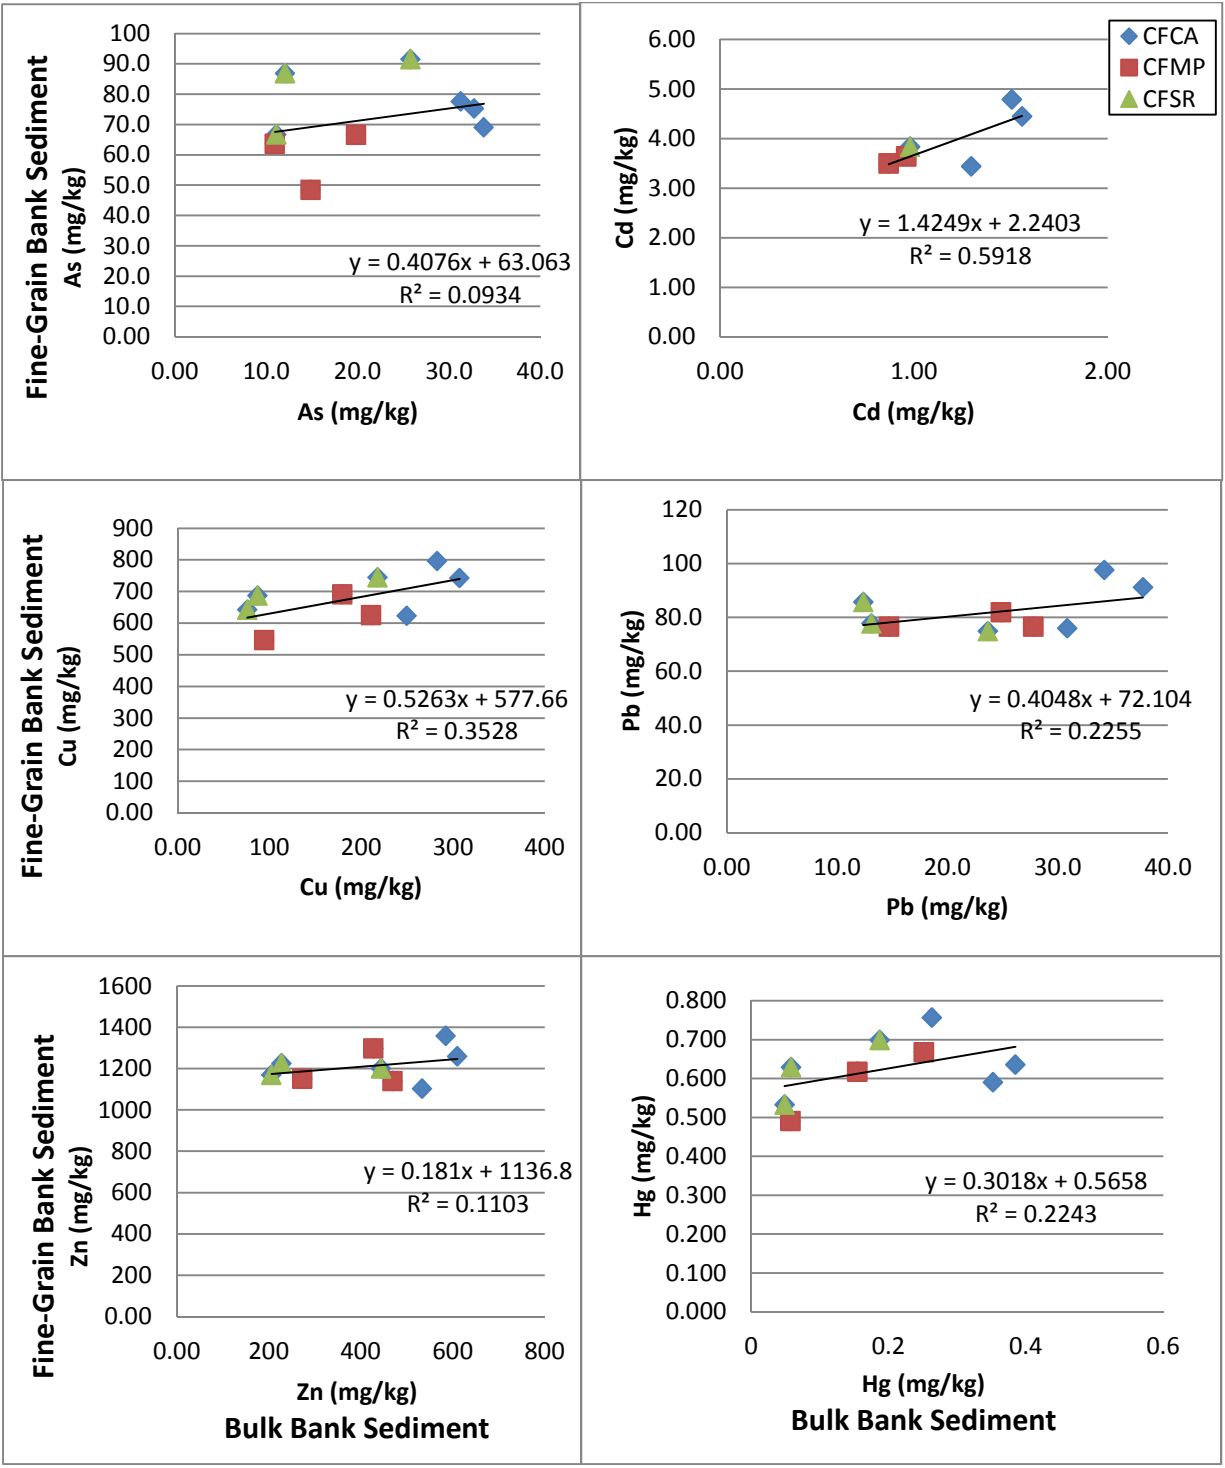 Fine-Grain Bank Sediment
As (mg/kg)
100
90.0
80.0
70.0
60.0
50.0
40.0
30.0
20.0
10.0
0.00
y = 0.4076x + 63.063
R² = 0.0934
0.00 10.0 20.0 30.0 40.0
As (mg/kg)
Cd (mg/kg)
6.00
5.00
4.00
3.00
2.00
1.00
0.00
CFCA
CFMP
CFSR
y = 1.4249x + 2.2403
R² = 0.5918
0.00 1.00 2.00
Cd (mg/kg)
Fine-Grain Bank Sediment
Cu (mg/kg)
900
800
700
600
500
400
300
200
100
0.00
y = 0.5263x + 577.66
R² = 0.3528
0.00 100 200 300 400
Cu (mg/kg)
Pb (mg/kg)
120
100
80.0
60.0
40.0
20.0
0.00
y = 0.4048x + 72.104
R² = 0.2255
0.00 10.0 20.0 30.0 40.0
Pb (mg/kg)
Fine-Grain Bank Sediment
Zn (mg/kg)
1600
1400
1200
1000
800
600
400
200
0.00
y = 0.181x + 1136.8
R² = 0.1103
0.00 200 400 600 800
Zn (mg/kg)
Bulk Bank Sediment
Hg (mg/kg)
0.800
0.700
0.600
0.500
0.400
0.300
0.200
0.100
0.000
y = 0.3018x + 0.5658
R² = 0.2243
0 0.2 0.4 0.6
Hg (mg/kg)
Bulk Bank Sediment